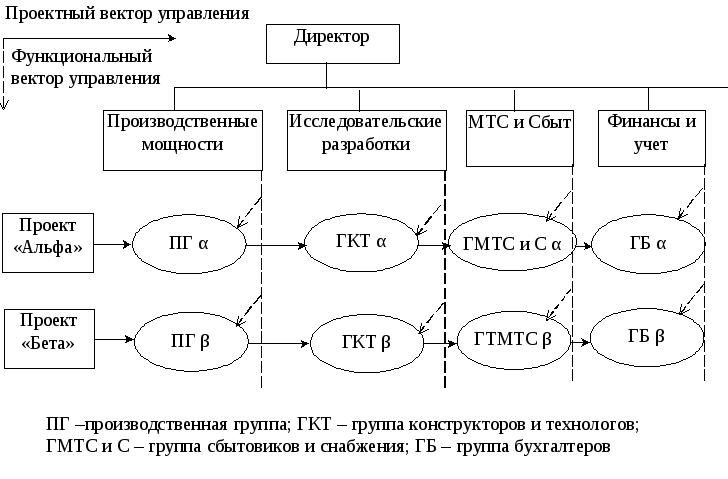 Проектный вектор управления
Функциональный
вектор управления
Директор
Производственные
мощности
Исследовательские
разработки
МТС и Сбыт
Финансы и
учет
Проект
«Альфа»
ПГ α
ГКТ α
ГМТС и С α
ГБ α
Проект
«Бета»
ПГ β
ГКТ β
ГТМТС β
ГБ β
ПГ –производственная группа; ГКТ – группа конструкторов и технологов;
ГМТС и С – группа сбытовиков и снабжения; ГБ – группа бухгалтеров